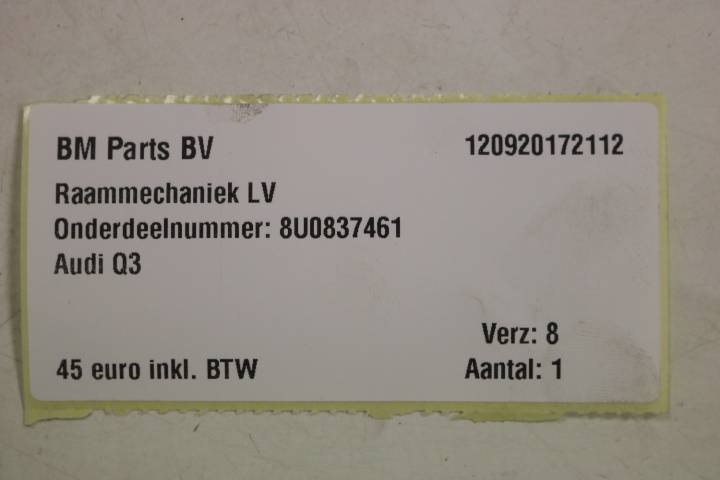 BM Parts BV
120920172112
Raammechaniek LV
Onderdeelnummer: 8U0837461
Audi Q3
Verz: 8
45 euro inkl. BTW
Aantal: 1